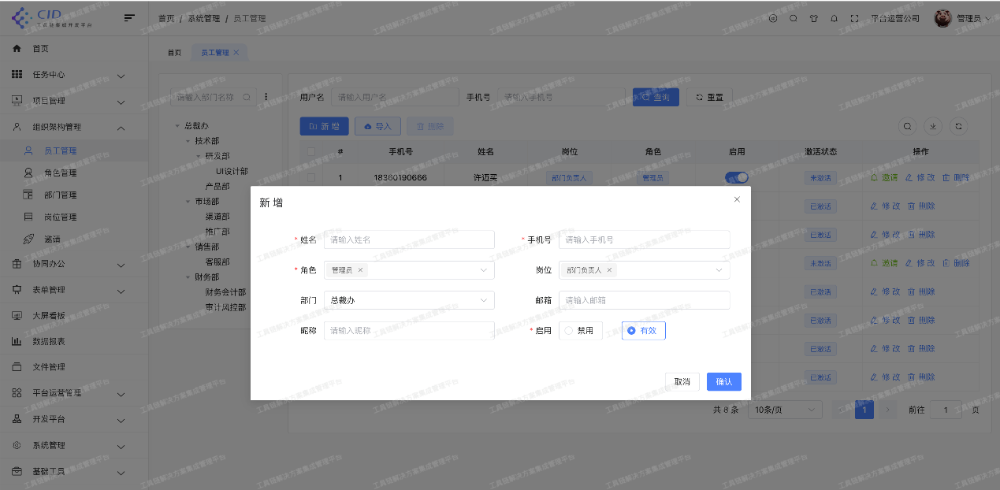 CID
工具链集成开发平台
首页 / 系统管理 / 员工管理
平台运营公司
管理员
首页
任务中心
项目管理
组织架构管理
员工管理
角色管理
部门管理
岗位管理
邀请
协同办公
表单管理
大屏看板
数据报表
文件管理
平台运营管理
开发平台
系统管理
基础工具
首页
员工管理
请输入部门名称
总裁办
技术部
研发部
UI设计部
产品部
市场部
渠道部
推广部
销售部
客服部
财务部
财务会计部
审计风控部
用户名 请输入用户名 手机号 请输入手机号 查询 重置
新增 导入 删除
# 手机号 姓名 岗位 角色 启用 激活状态 操作
1 18360190666 许迈买 部门负责人 管理员 未激活 邀请 修改 删除
已激活 修改 删除
已激活 修改 删除
未激活 邀请 修改 删除
已激活 修改 删除
已激活 修改 删除
已激活 修改 删除
已激活 修改 删除
共 8 条 10条/页 1 前往 1 页
新增
* 姓名 请输入姓名 * 手机号 请输入手机号
* 角色 管理员 岗位 部门负责人
部门 总裁办 邮箱 请输入邮箱
昵称 请输入昵称 * 启用 禁用 有效
取消 确认
工具链解决方案集成管理平台